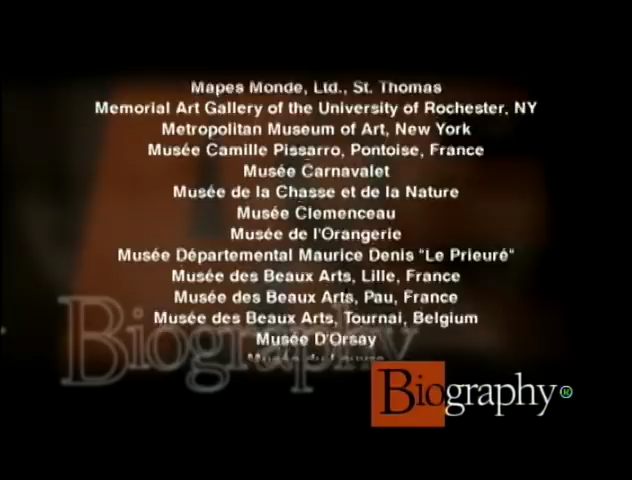 Mapes Monde, Ltd., St. Thomas
Memorial Art Gallery of the University of Rochester, NY
Metropolitan Museum of Art, New York
Musée Camille Pissarro, Pontoise, France
Musée Carnavalet
Musée de la Chasse et de la Nature
Musée Clemenceau
Musée de l'Orangerie
Musée Départemental Maurice Denis "Le Prieuré"
Musée des Beaux Arts, Lille, France
Musée des Beaux Arts, Pau, France
Musée des Beaux Arts, Tournai, Belgium
Musée D'Orsay
Musée du Louvre
Biography
Biography®